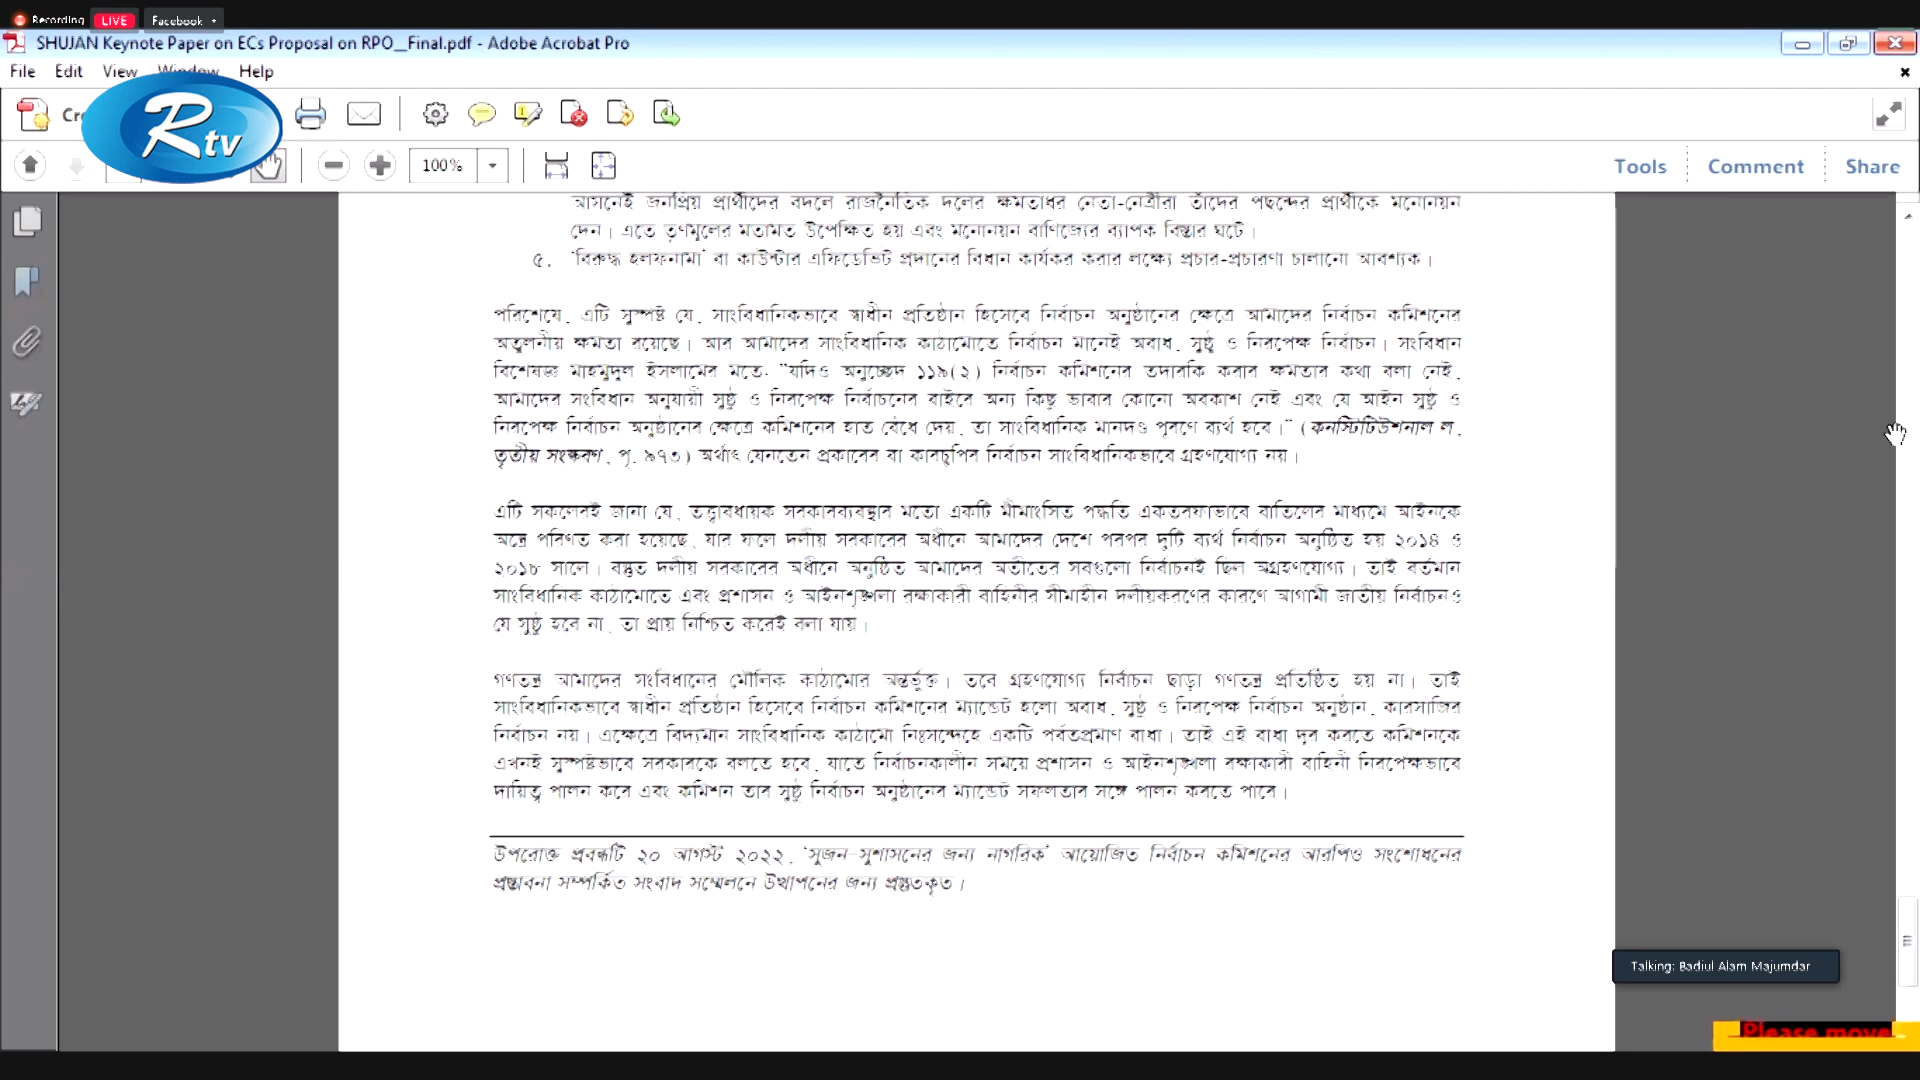 Recording LIVE Facebook
SHUJAN Keynote Paper on ECs Proposal on RPO_Final.pdf - Adobe Acrobat Pro
File Edit View Window Help
Rtv
100% Tools Comment Share
আসনেই জনপ্রিয় প্রার্থীদের বদলে রাজনৈতিক দলের ক্ষমতাধর নেতা-নেত্রীরা তাঁদের পছন্দের প্রার্থীকে মনোনয়ন
দেন। এতে তৃণমূলের মতামত উপেক্ষিত হয় এবং মনোনয়ন বাণিজ্যের ব্যাপক বিস্তার ঘটে।
৫. ‘বিরুদ্ধ হলফনামা’ বা কাউন্টার এফিডেভিট প্রদানের বিধান কার্যকর করার লক্ষ্যে প্রচার-প্রচারণা চালানো আবশ্যক।
পরিশেষে, এটি সুস্পষ্ট যে, সাংবিধানিকভাবে স্বাধীন প্রতিষ্ঠান হিসেবে নির্বাচন অনুষ্ঠানের ক্ষেত্রে আমাদের নির্বাচন কমিশনের
অতুলনীয় ক্ষমতা রয়েছে। আর আমাদের সাংবিধানিক কাঠামোতে নির্বাচন মানেই অবাধ, সুষ্ঠু ও নিরপেক্ষ নির্বাচন। সংবিধান
বিশেষজ্ঞ মাহমুদুল ইসলামের মতে- “যদিও অনুচ্ছেদ ১১৯(২) নির্বাচন কমিশনের তদারকি করার ক্ষমতার কথা বলা নেই,
আমাদের সংবিধান অনুযায়ী সুষ্ঠু ও নিরপেক্ষ নির্বাচনের বাইরে অন্য কিছু ভাবার কোনো অবকাশ নেই এবং যে আইন সুষ্ঠু ও
নিরপেক্ষ নির্বাচন অনুষ্ঠানের ক্ষেত্রে কমিশনের হাত বেঁধে দেয়, তা সাংবিধানিক মানদণ্ড পূরণে ব্যর্থ হবে।” (কনস্টিটিউশনাল ল,
তৃতীয় সংস্করণ, পৃ. ৯৭৩) অর্থাৎ যেনতেন প্রকারের বা কারচুপির নির্বাচন সাংবিধানিকভাবে গ্রহণযোগ্য নয়।
এটি সকলেরই জানা যে, তত্ত্বাবধায়ক সরকারব্যবস্থার মতো একটি মীমাংসিত পদ্ধতি একতরফাভাবে বাতিলের মাধ্যমে আইনকে
অস্ত্রে পরিণত করা হয়েছে, যার ফলে দলীয় সরকারের অধীনে আমাদের দেশে পরপর দুটি ব্যর্থ নির্বাচন অনুষ্ঠিত হয় ২০১৪ ও
২০১৮ সালে। বস্তুত দলীয় সরকারের অধীনে অনুষ্ঠিত আমাদের অতীতের সবগুলো নির্বাচনই ছিল অগ্রহণযোগ্য। তাই বর্তমান
সাংবিধানিক কাঠামোতে এবং প্রশাসন ও আইনশৃঙ্খলা রক্ষাকারী বাহিনীর সীমাহীন দলীয়করণের কারণে আগামী জাতীয় নির্বাচনও
যে সুষ্ঠু হবে না, তা প্রায় নিশ্চিত করেই বলা যায়।
গণতন্ত্র আমাদের সংবিধানের মৌলিক কাঠামোর অন্তর্ভুক্ত। তবে গ্রহণযোগ্য নির্বাচন ছাড়া গণতন্ত্র প্রতিষ্ঠিত হয় না। তাই
সাংবিধানিকভাবে স্বাধীন প্রতিষ্ঠান হিসেবে নির্বাচন কমিশনের ম্যান্ডেট হলো অবাধ, সুষ্ঠু ও নিরপেক্ষ নির্বাচন অনুষ্ঠান, কারসাজির
নির্বাচন নয়। এক্ষেত্রে বিদ্যমান সাংবিধানিক কাঠামো নিঃসন্দেহে একটি পর্বতপ্রমাণ বাধা। তাই এই বাধা দূর করতে কমিশনকে
এখনই সুস্পষ্টভাবে সরকারকে বলতে হবে, যাতে নির্বাচনকালীন সময়ে প্রশাসন ও আইনশৃঙ্খলা রক্ষাকারী বাহিনী নিরপেক্ষভাবে
দায়িত্ব পালন করে এবং কমিশন তার সুষ্ঠু নির্বাচন অনুষ্ঠানের ম্যান্ডেট সফলতার সঙ্গে পালন করতে পারে।
উপরোক্ত প্রবন্ধটি ২০ আগস্ট ২০২২, ‘সুজন-সুশাসনের জন্য নাগরিক’ আয়োজিত নির্বাচন কমিশনের আরপিও সংশোধনের
প্রস্তাবনা সম্পর্কিত সংবাদ সম্মেলনে উত্থাপনের জন্য প্রস্তুতকৃত।
Talking: Badiul Alam Majumdar
Please move